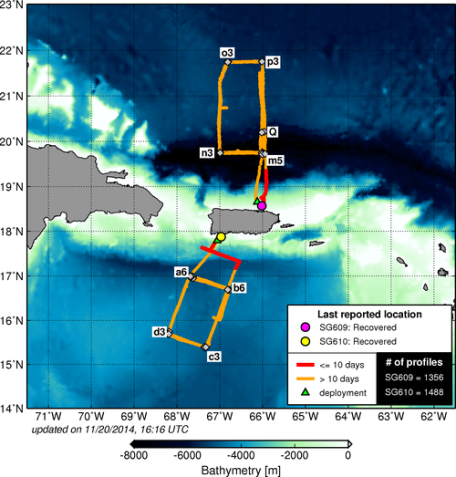 23°N
22°N
21°N
20°N
19°N
18°N
17°N
16°N
15°N
14°N
o3
p3
Q
n3
m5
a6
b6
d3
c3
Last reported location
SG609: Recovered
SG610: Recovered
<= 10 days
> 10 days
deployment
# of profiles
SG609 = 1356
SG610 = 1488
71°W 70°W 69°W 68°W 67°W 66°W 65°W 64°W 63°W 62°W
updated on 11/20/2014, 16:16 UTC
-8000 -6000 -4000 -2000 0
Bathymetry [m]